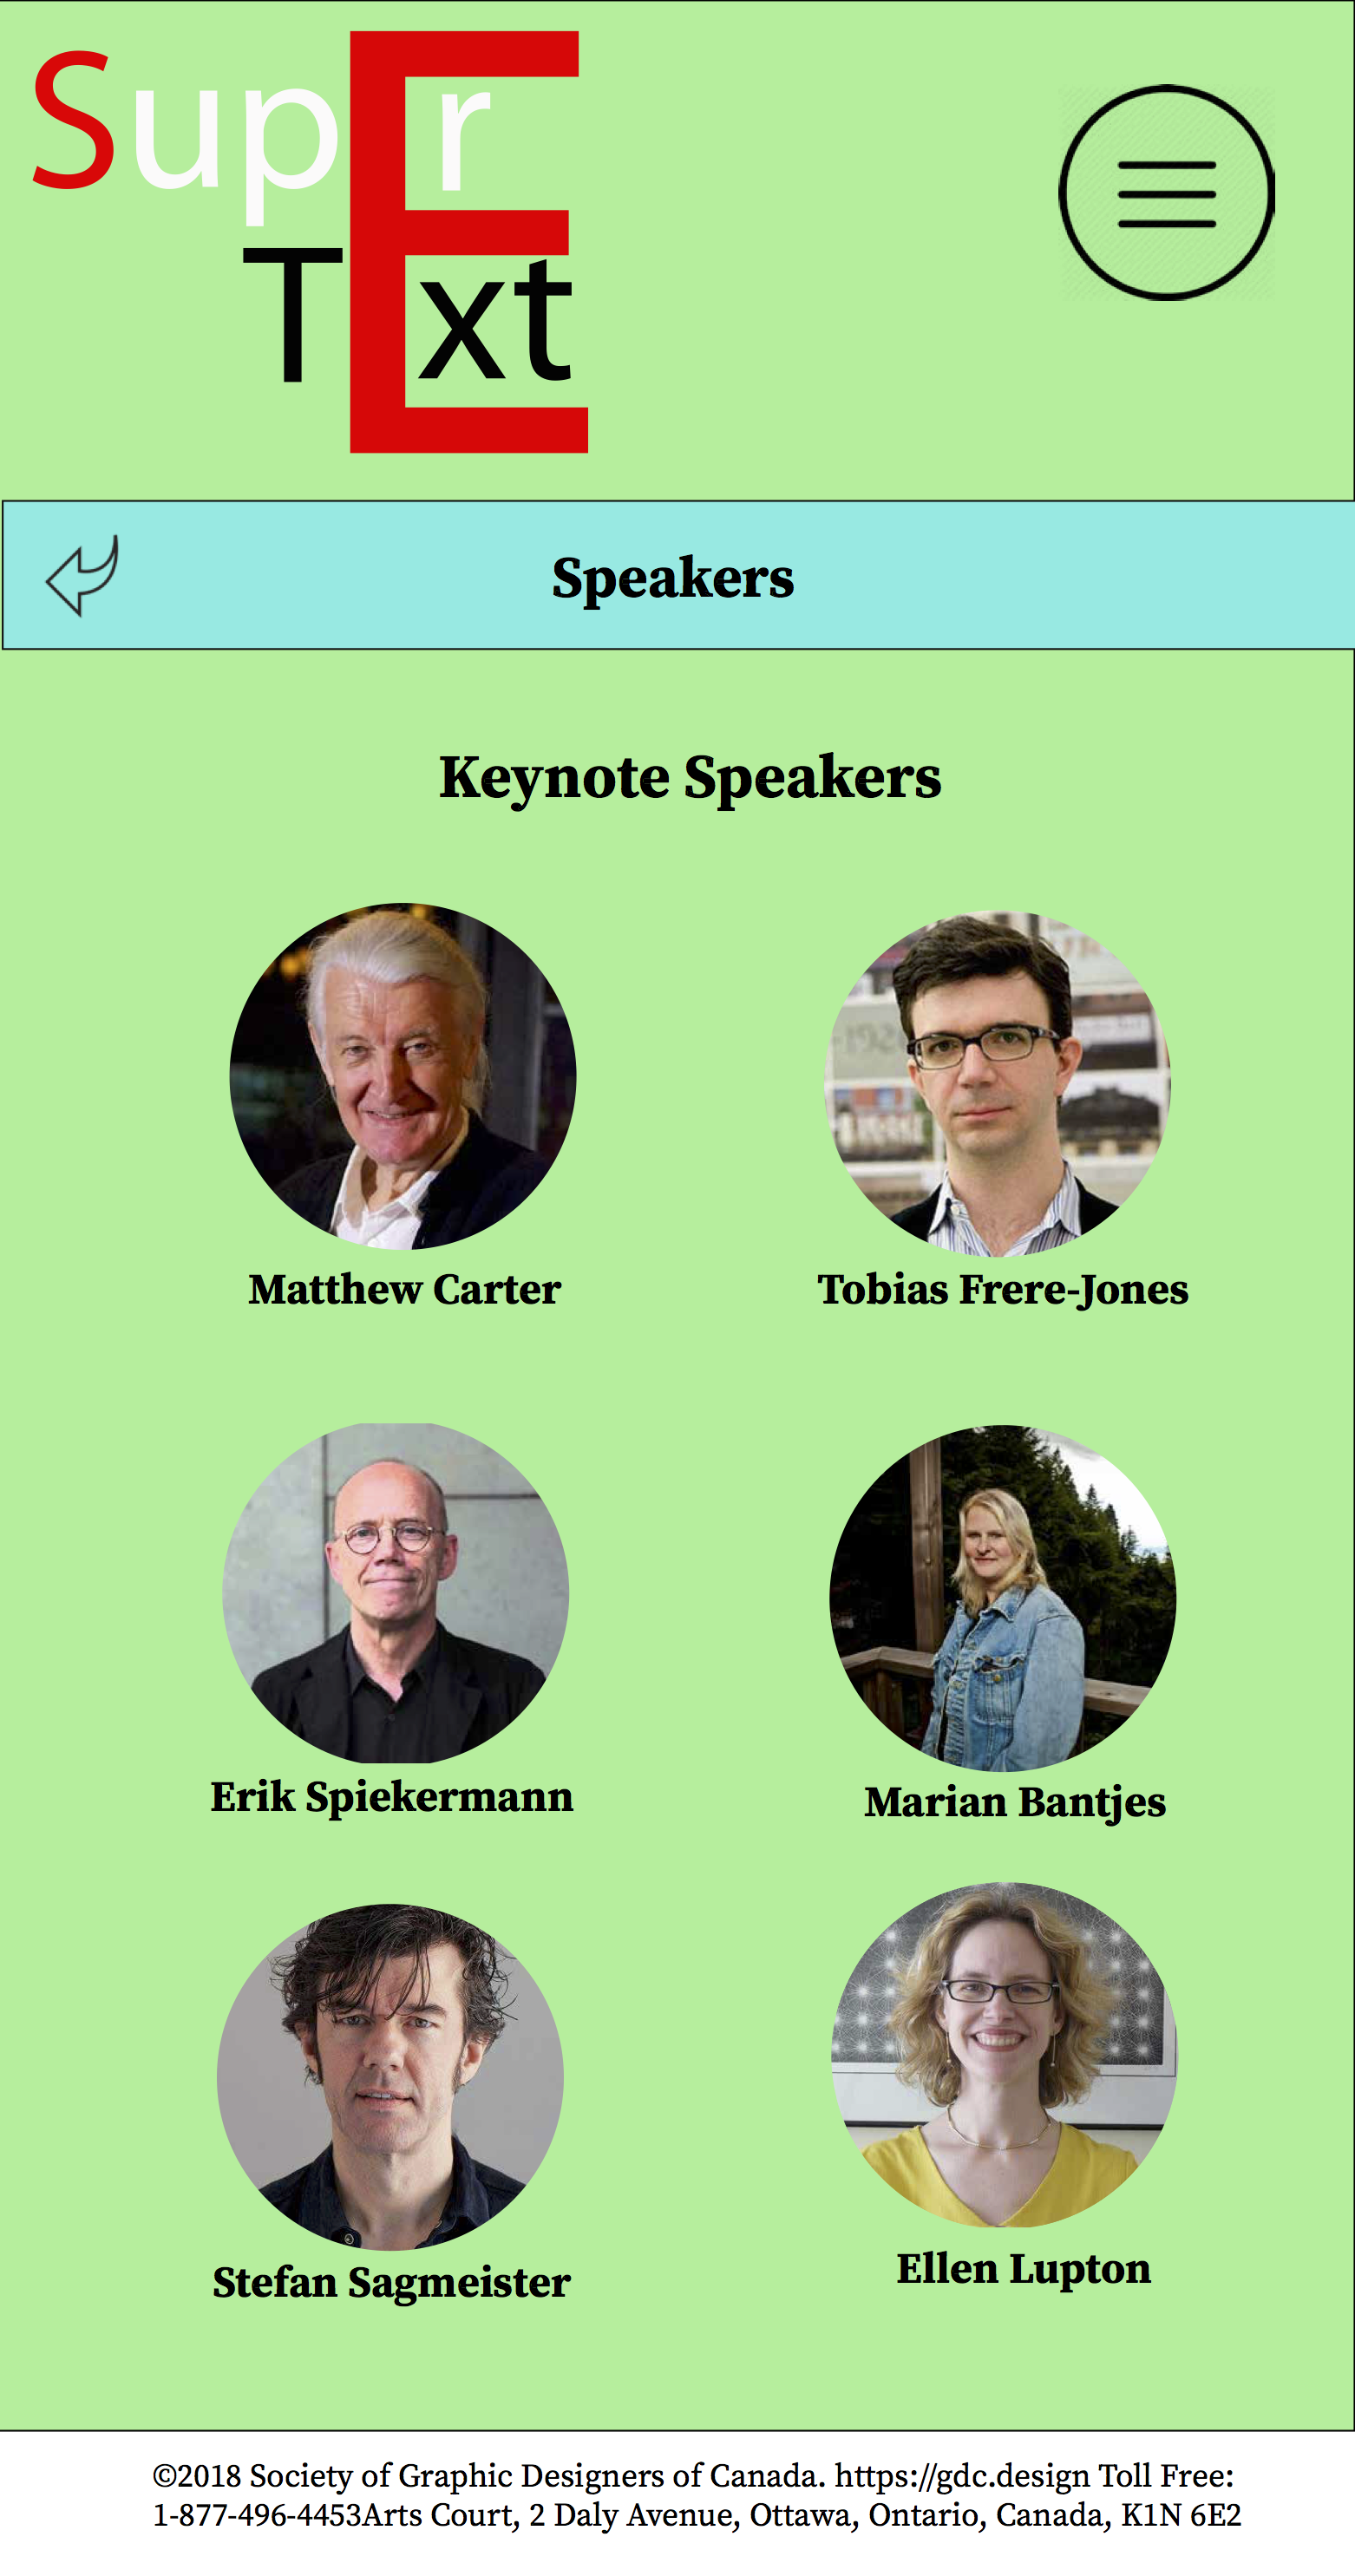 SupEr
TExt
Speakers
Keynote Speakers
Matthew Carter
Tobias Frere-Jones
Erik Spiekermann
Marian Bantjes
Stefan Sagmeister
Ellen Lupton
©2018 Society of Graphic Designers of Canada. https://gdc.design Toll Free:
1-877-496-4453Arts Court, 2 Daly Avenue, Ottawa, Ontario, Canada, K1N 6E2